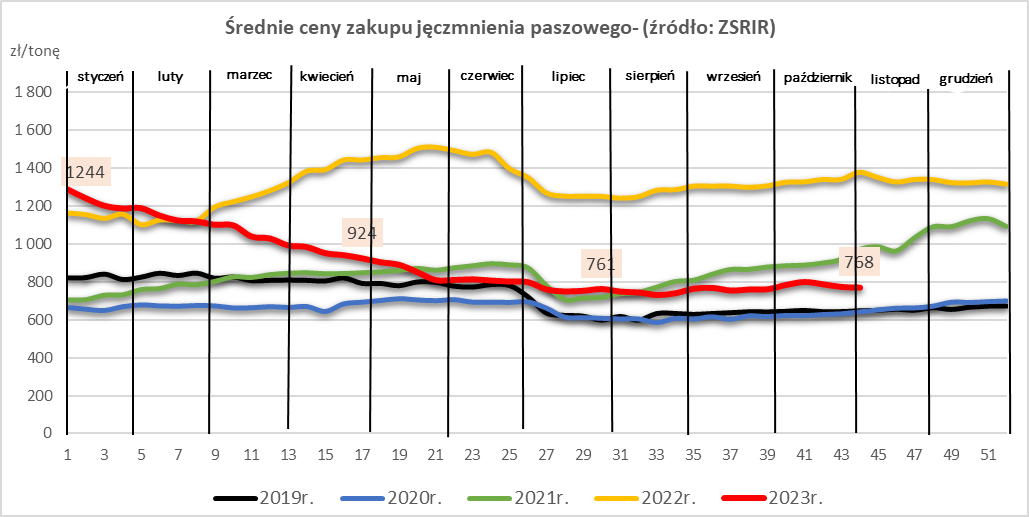 Średnie ceny zakupu jęczmnienia paszowego- (źródło: ZSRIR)
zł/tonę
styczeń luty marzec kwiecień maj czerwiec lipiec sierpień wrzesień październik listopad grudzień
1 800
1 600
1 400
1 200
1 000
800
600
400
200
0
1244
924
761
768
1 3 5 7 9 11 13 15 17 19 21 23 25 27 29 31 33 35 37 39 41 43 45 47 49 51
2019r. 2020r. 2021r. 2022r. 2023r.